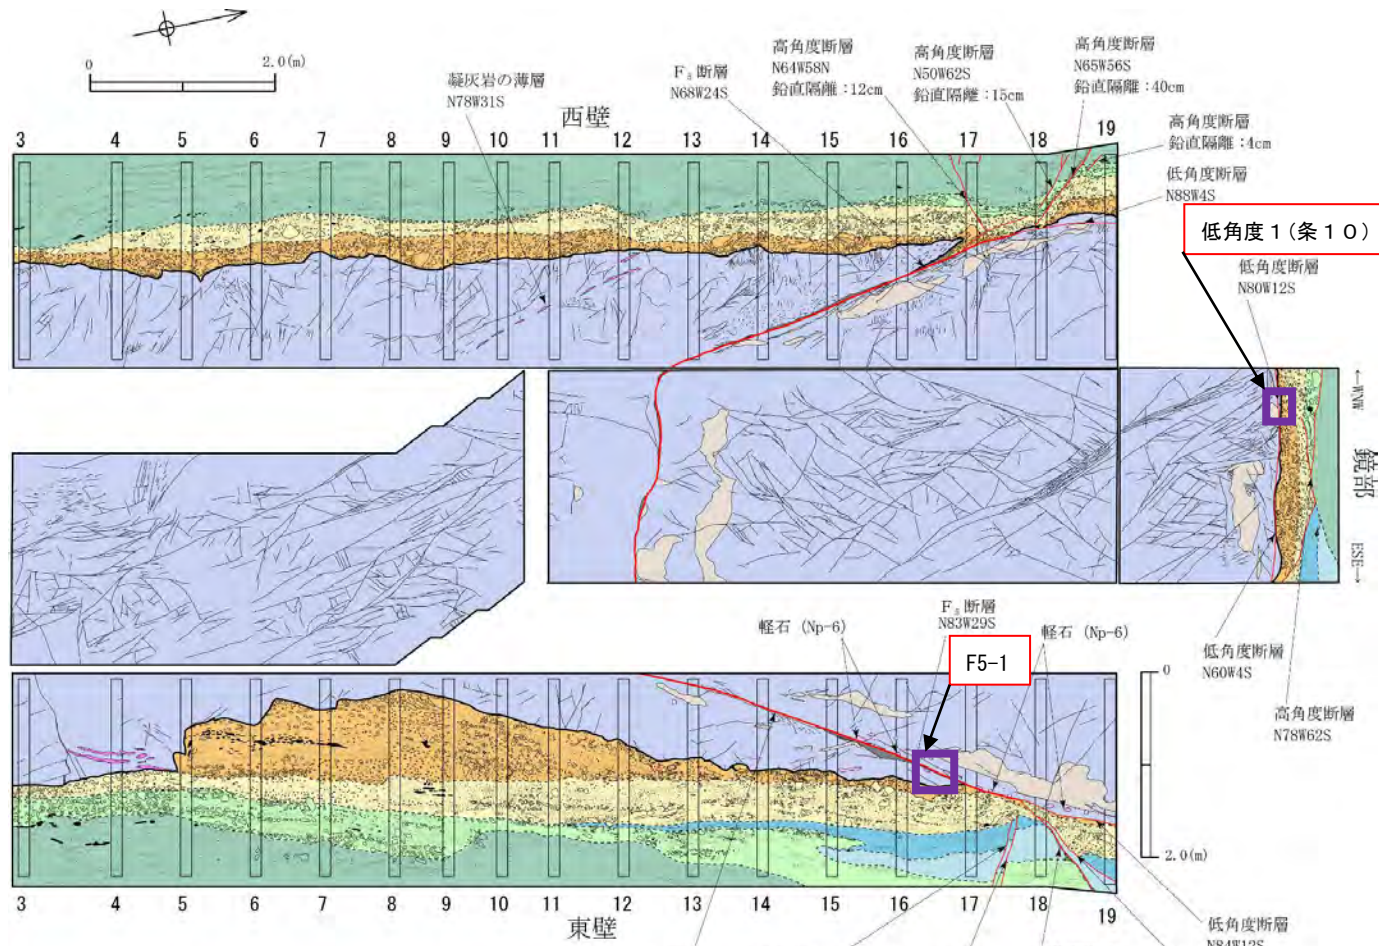 0
2.0(m)
凝灰岩の薄層
N78W31S
F₅断層
N68W24S
高角度断層
N64W58N
鉛直隔離:12cm
高角度断層
N50W62S
鉛直隔離:15cm
高角度断層
N65W56S
鉛直隔離:40cm
高角度断層
鉛直隔離:4cm
低角度断層
N88W4S
西壁
3 4 5 6 7 8 9 10 11 12 13 14 15 16 17 18 19
低角度1(条10)
低角度断層
N80W12S
←WNW
鏡部
ESE→
軽石 (Np-6)
F₅断層
N83W29S
F5-1
軽石 (Np-6)
低角度断層
N60W4S
高角度断層
N78W62S
0
2.0(m)
3 4 5 6 7 8 9 10 11 12 13 14 15 16 17 18 19
東壁
低角度断層
N84W12S